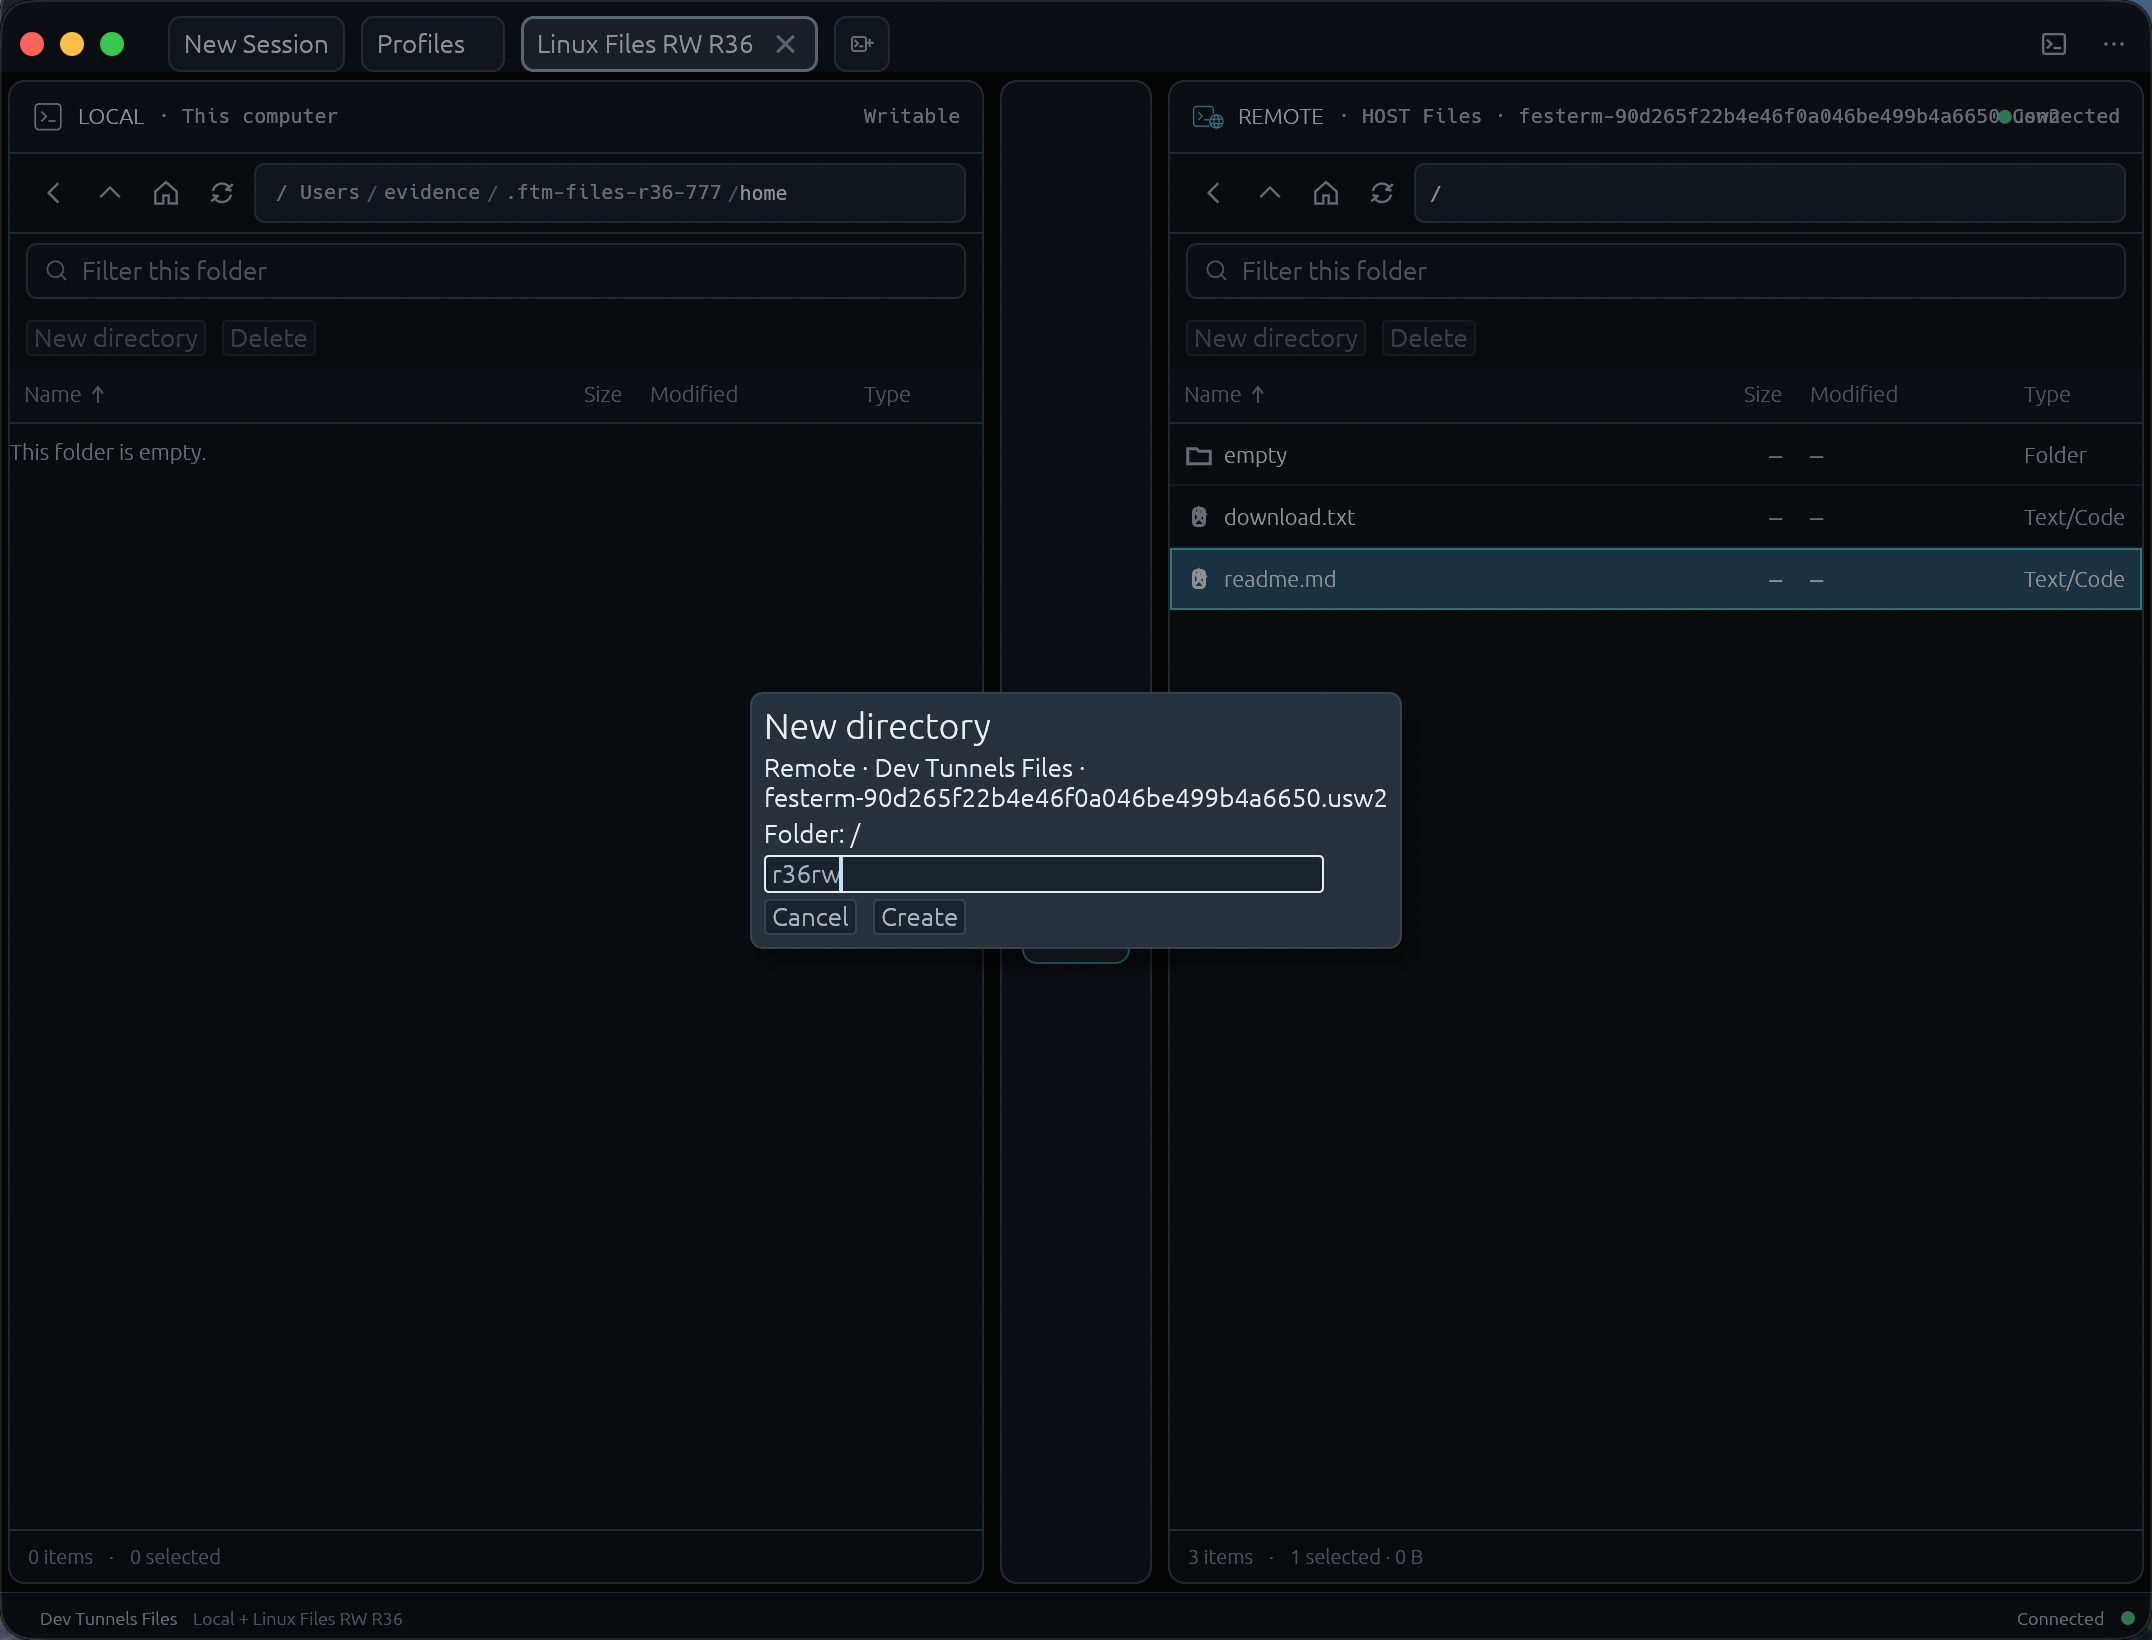 New Session Profiles Linux Files RW R36
LOCAL · This computer Writable
/ Users / evidence / .ftm-files-r36-777 /home
Filter this folder
New directory Delete
Name ↑ Size Modified Type
This folder is empty.
0 items · 0 selected
REMOTE · HOST Files · festerm-90d265f22b4e46f0a046be499b4a6650 Connected
/
Filter this folder
New directory Delete
Name ↑ Size Modified Type
empty – – Folder
download.txt – – Text/Code
readme.md – – Text/Code
3 items · 1 selected · 0 B
New directory
Remote · Dev Tunnels Files ·
festerm-90d265f22b4e46f0a046be499b4a6650.usw2
Folder: /
r36rw
Cancel Create
Dev Tunnels Files Local + Linux Files RW R36 Connected